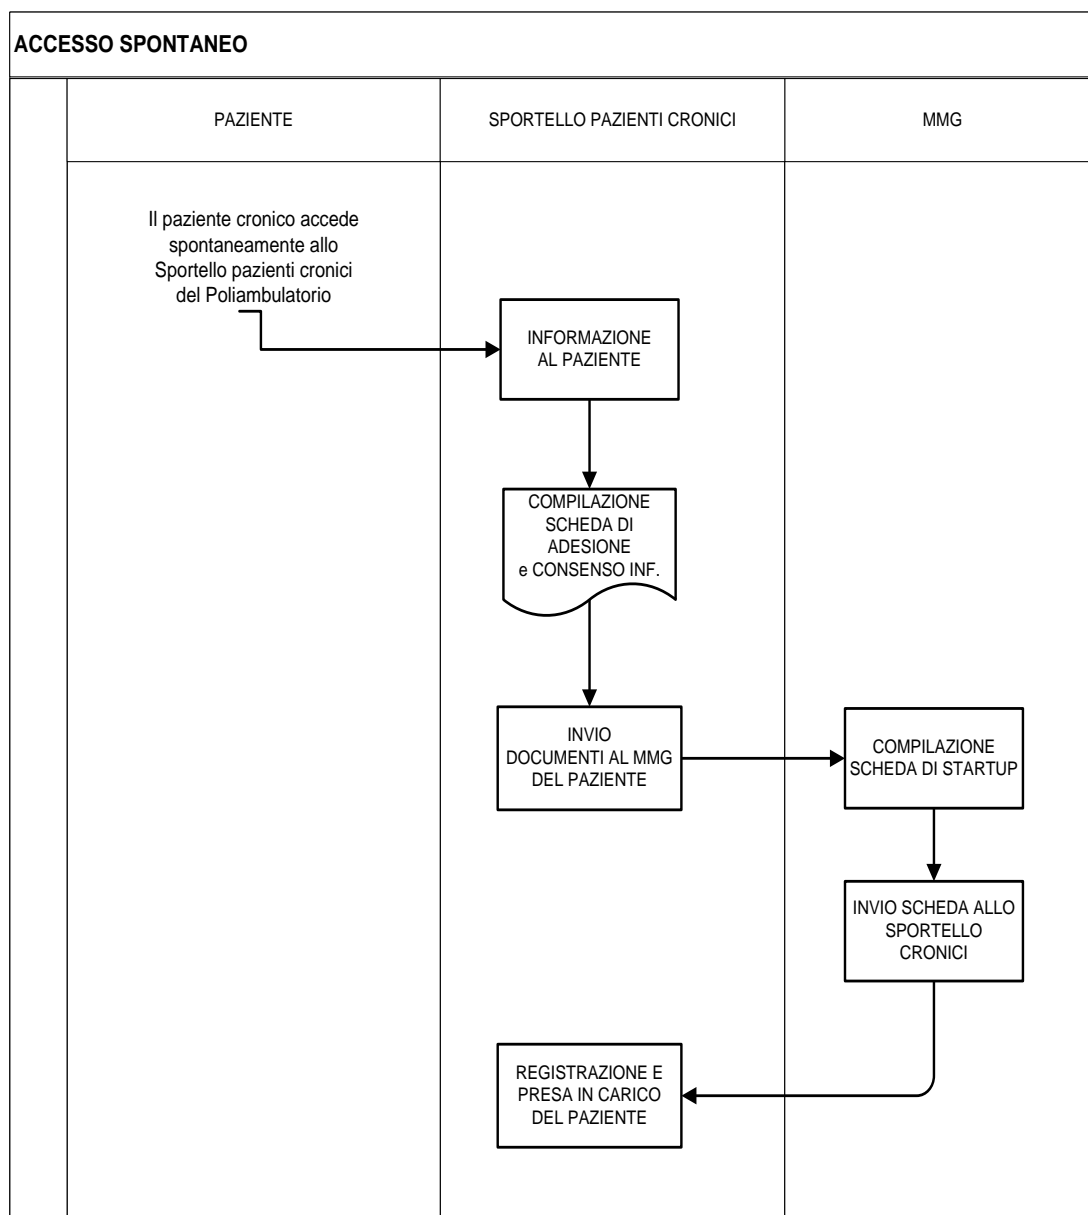 ACCESSO SPONTANEO
PAZIENTE
SPORTELLO PAZIENTI CRONICI
MMG
Il paziente cronico accede
spontaneamente allo
Sportello pazienti cronici
del Poliambulatorio
INFORMAZIONE
AL PAZIENTE
COMPILAZIONE
SCHEDA DI
ADESIONE
e CONSENSO INF.
INVIO
DOCUMENTI AL MMG
DEL PAZIENTE
COMPILAZIONE
SCHEDA DI STARTUP
INVIO SCHEDA ALLO
SPORTELLO
CRONICI
REGISTRAZIONE E
PRESA IN CARICO
DEL PAZIENTE